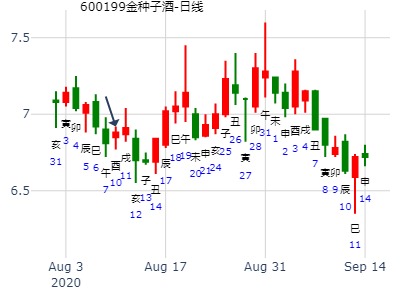 600199金种子酒-日线
7.5
7
6.5
亥 31
寅 3
卯 4
辰 5
巳 6
午 7
酉 10
戌 11
亥 12
子 13
丑 14
辰 17
巳 18
午 19
未 20
申 21
亥 24
子 25
丑 26
寅 27
卯 28
午 31
未 1
申 2
酉 3
戌 4
丑 7
寅 8
卯 9
辰 10
巳 11
申 14
Aug 3
2020
Aug 17
Aug 31
Sep 14